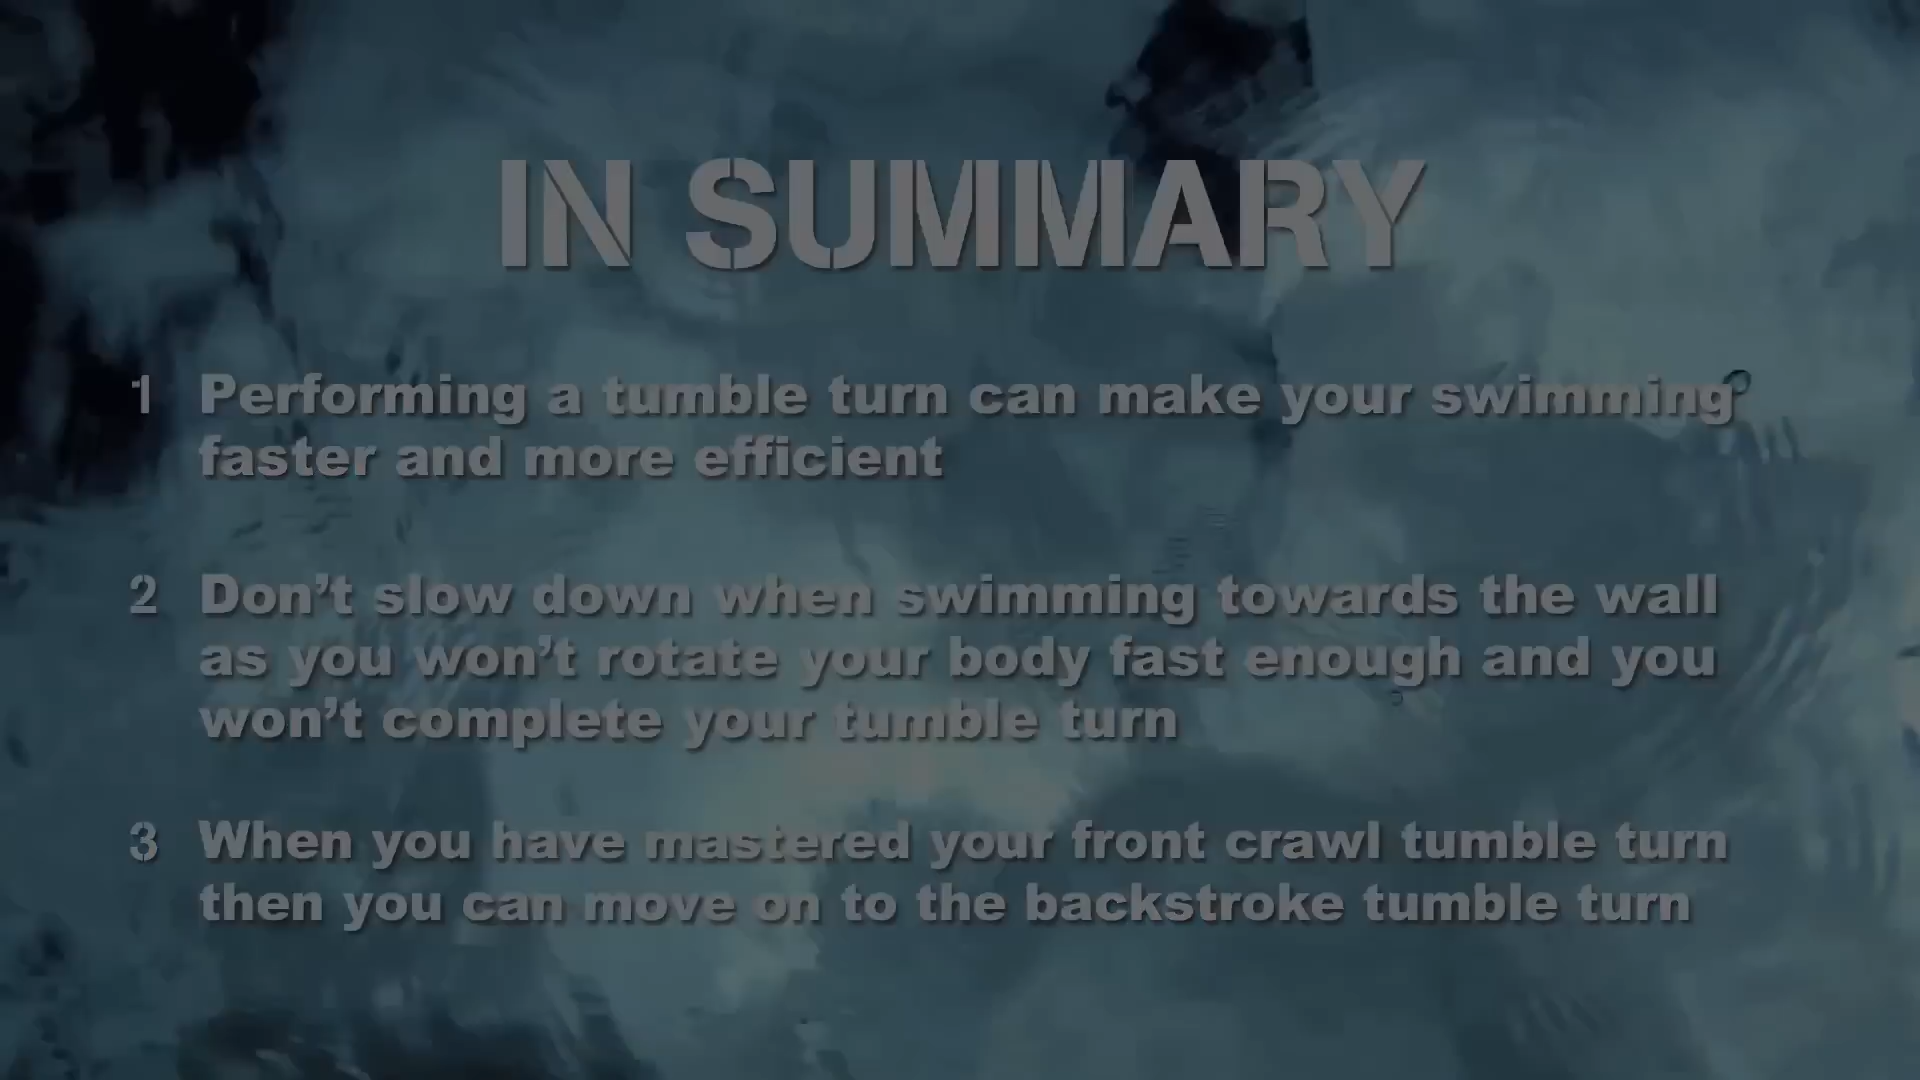 IN SUMMARY
1 Performing a tumble turn can make your swimming
faster and more efficient
2 Don’t slow down when swimming towards the wall
as you won’t rotate your body fast enough and you
won’t complete your tumble turn
3 When you have mastered your front crawl tumble turn
then you can move on to the backstroke tumble turn